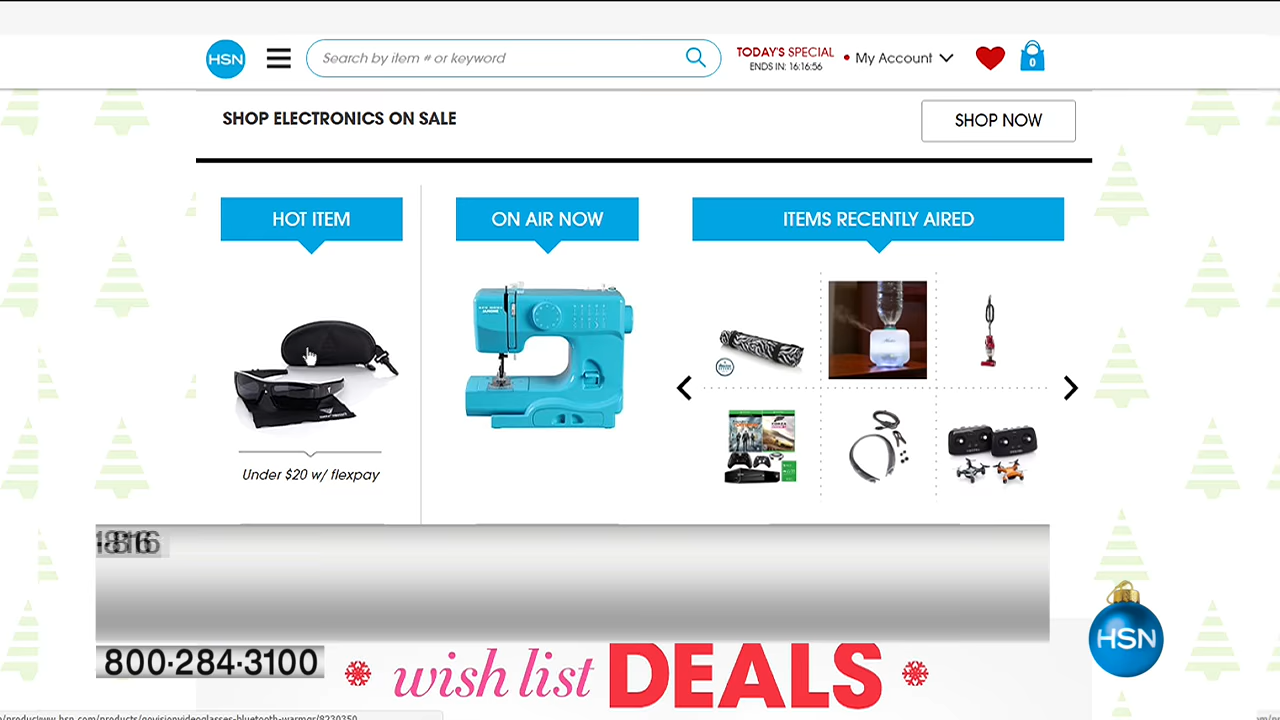 HSN
Search by item # or keyword
TODAY'S SPECIAL
ENDS IN: 16:16:56
My Account
0
SHOP ELECTRONICS ON SALE
SHOP NOW
HOT ITEM
ON AIR NOW
ITEMS RECENTLY AIRED
Under $20 w/ flexpay
800·284·3100
wish list DEALS
HSN